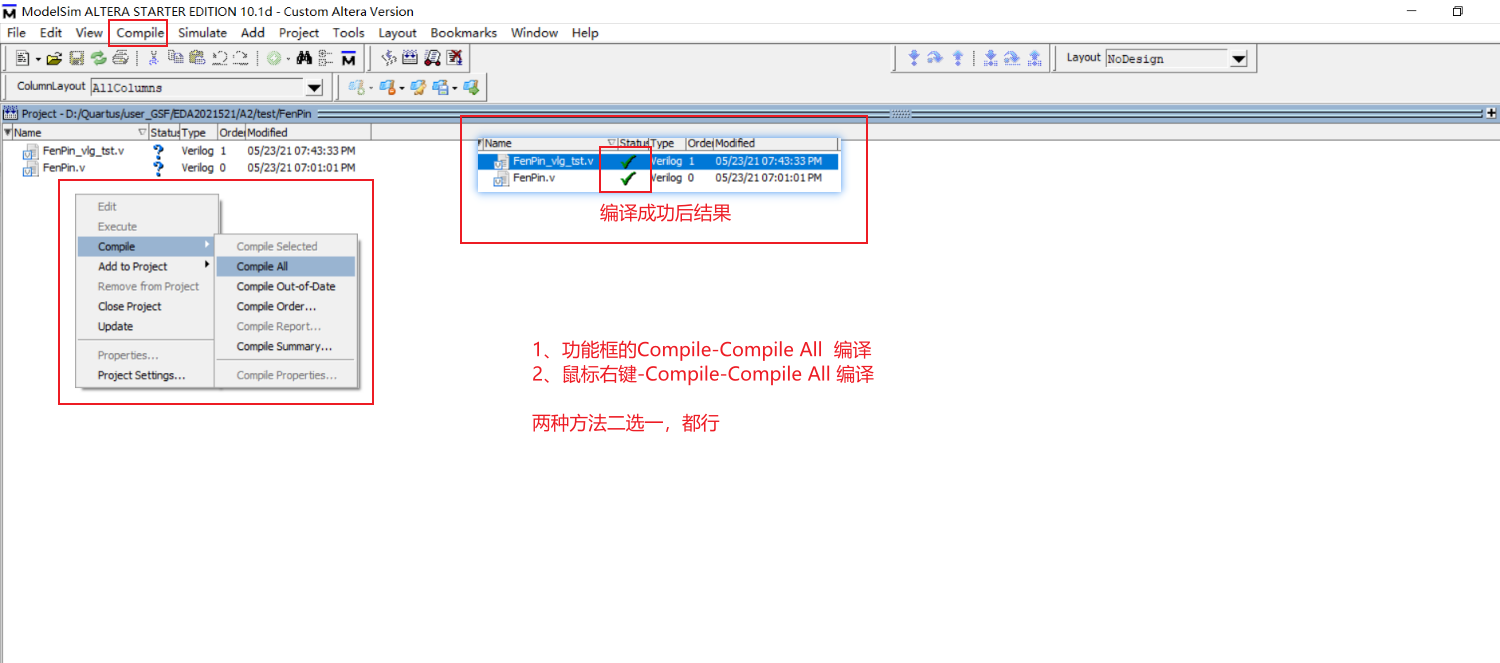 ModelSim ALTERA STARTER EDITION 10.1d - Custom Altera Version
File Edit View Compile Simulate Add Project Tools Layout Bookmarks Window Help
Layout NoDesign
ColumnLayout AllColumns
Project - D:/Quartus/user_GSF/EDA2021521/A2/test/FenPin
Name Status Type Order Modified
FenPin_vlg_tst.v ? Verilog 1 05/23/21 07:43:33 PM
FenPin.v ? Verilog 0 05/23/21 07:01:01 PM
Name Status Type Order Modified
FenPin_vlg_tst.v Verilog 1 05/23/21 07:43:33 PM
FenPin.v Verilog 0 05/23/21 07:01:01 PM
编译成功后结果
Edit
Execute
Compile
Add to Project
Remove from Project
Close Project
Update
Properties...
Project Settings...
Compile Selected
Compile All
Compile Out-of-Date
Compile Order...
Compile Report...
Compile Summary...
Compile Properties...
1、功能框的Compile-Compile All 编译
2、鼠标右键-Compile-Compile All 编译
两种方法二选一，都行